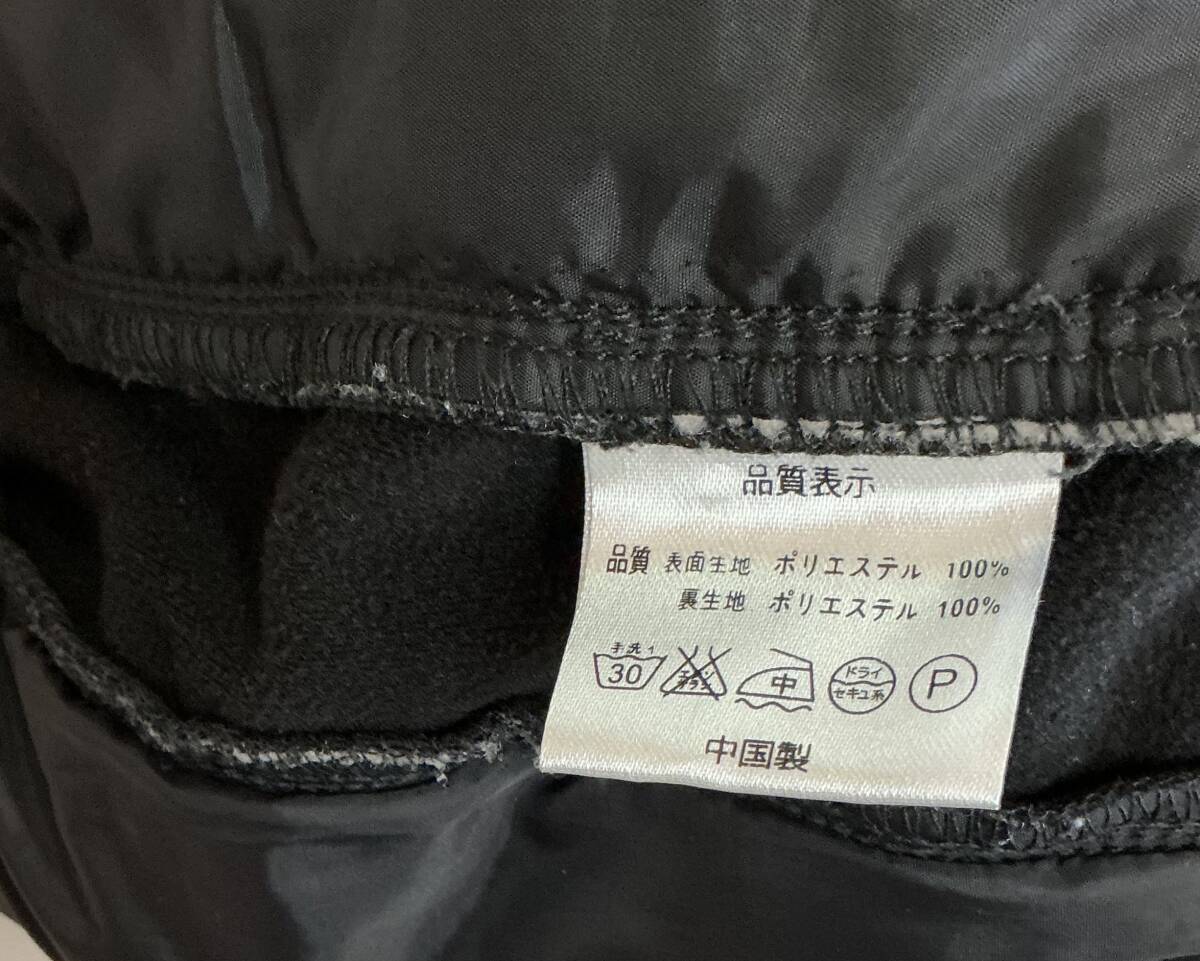 品質表示
品質 表面生地 ポリエステル 100%
裏生地 ポリエステル 100%
手洗イ
30 中 ドライ セキユ系 P
中国製